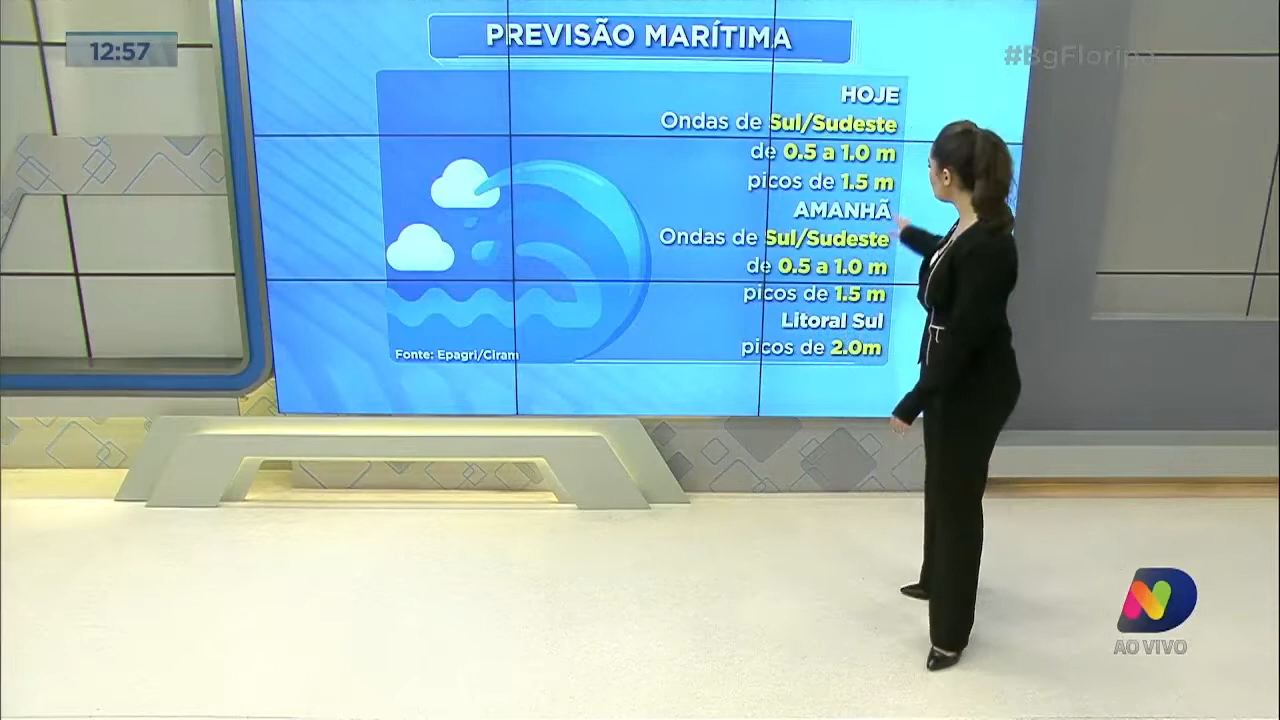 12:57
PREVISÃO MARÍTIMA
#BgFloripa
HOJE
Ondas de Sul/Sudeste
de 0.5 a 1.0 m
picos de 1.5 m
AMANHÃ
Ondas de Sul/Sudeste
de 0.5 a 1.0 m
picos de 1.5 m
Litoral Sul
picos de 2.0m
Fonte: Epagri/Ciram
AO VIVO